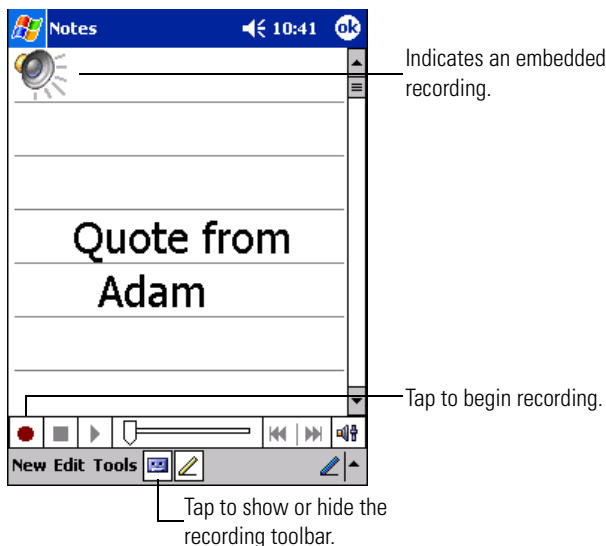 Notes 10:41 ok
Indicates an embedded
recording.
Quote from
Adam
Tap to begin recording.
New Edit Tools
Tap to show or hide the
recording toolbar.